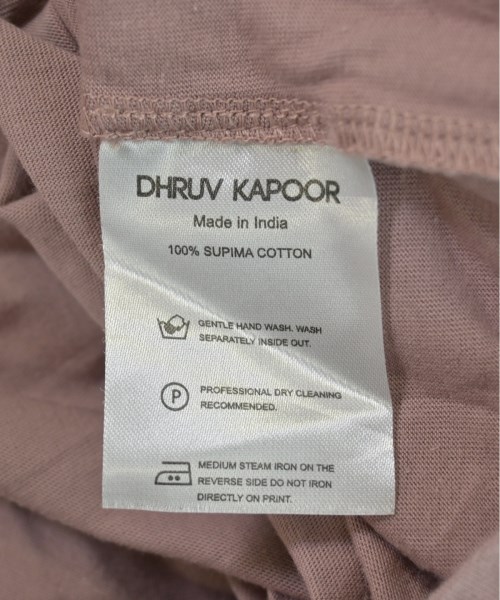 DHRUV KAPOOR
Made in India
100% SUPIMA COTTON
GENTLE HAND WASH. WASH
SEPARATELY INSIDE OUT.
P
PROFESSIONAL DRY CLEANING
RECOMMENDED.
MEDIUM STEAM IRON ON THE
REVERSE SIDE DO NOT IRON
DIRECTLY ON PRINT.